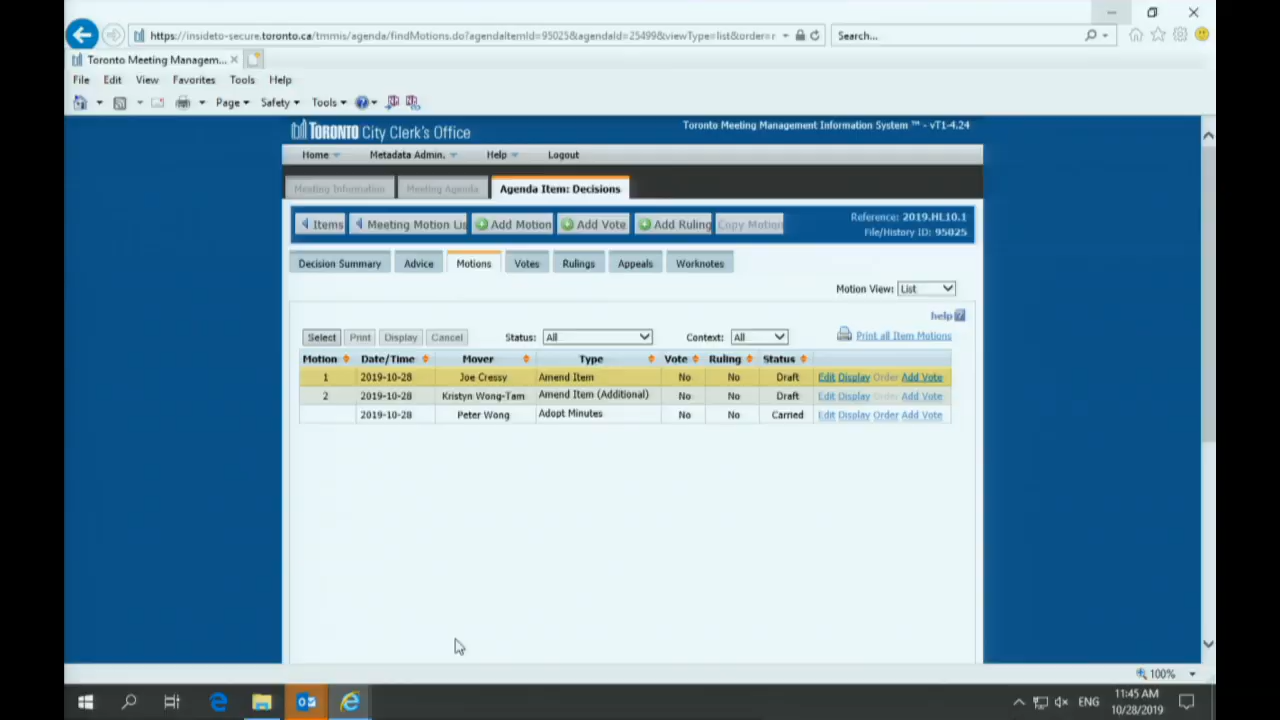 https://insideto-secure.toronto.ca/tmmis/agenda/findMotions.do?agendaItemId=95025&agendaId=25499&viewType=list&order=r
Search...
Toronto Meeting Managem...
File Edit View Favorites Tools Help
Page Safety Tools
TORONTO City Clerk's Office
Toronto Meeting Management Information System ™ - vT1-4.24
Home Metadata Admin. Help Logout
Meeting Information Meeting Agenda Agenda Item: Decisions
Items Meeting Motion Lis Add Motion Add Vote Add Ruling Copy Motion
Reference: 2019.HL10.1
File/History ID: 95025
Decision Summary Advice Motions Votes Rulings Appeals Worknotes
Motion View: List
help
Select Print Display Cancel Status: All Context: All Print all Item Motions
Motion Date/Time Mover Type Vote Ruling Status
1 2019-10-28 Joe Cressy Amend Item No No Draft Edit Display Order Add Vote
2 2019-10-28 Kristyn Wong-Tam Amend Item (Additional) No No Draft Edit Display Order Add Vote
2019-10-28 Peter Wong Adopt Minutes No No Carried Edit Display Order Add Vote
100%
ENG
11:45 AM
10/28/2019